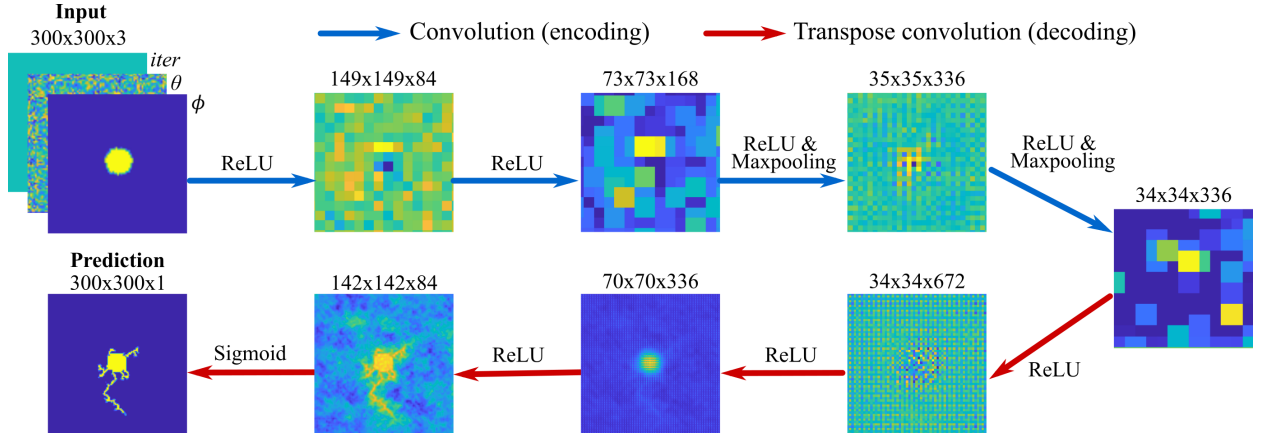 Input
300x300x3
iter
θ
ϕ
Convolution (encoding)
Transpose convolution (decoding)
149x149x84
73x73x168
35x35x336
34x34x336
ReLU
ReLU
ReLU &
Maxpooling
ReLU &
Maxpooling
Prediction
300x300x1
142x142x84
70x70x336
34x34x672
Sigmoid
ReLU
ReLU
ReLU